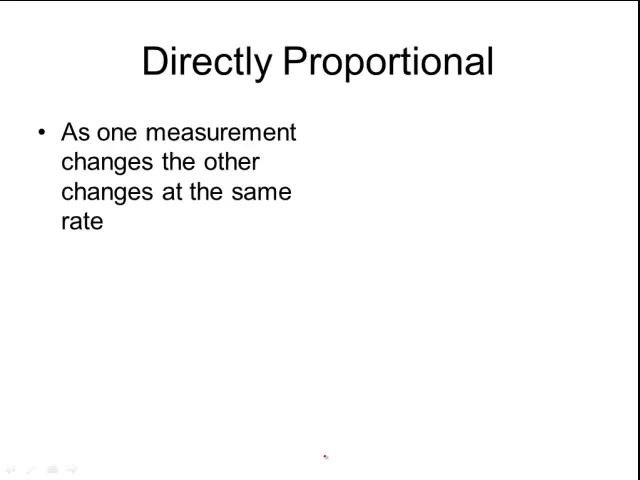 Directly Proportional
• As one measurement
changes the other
changes at the same
rate